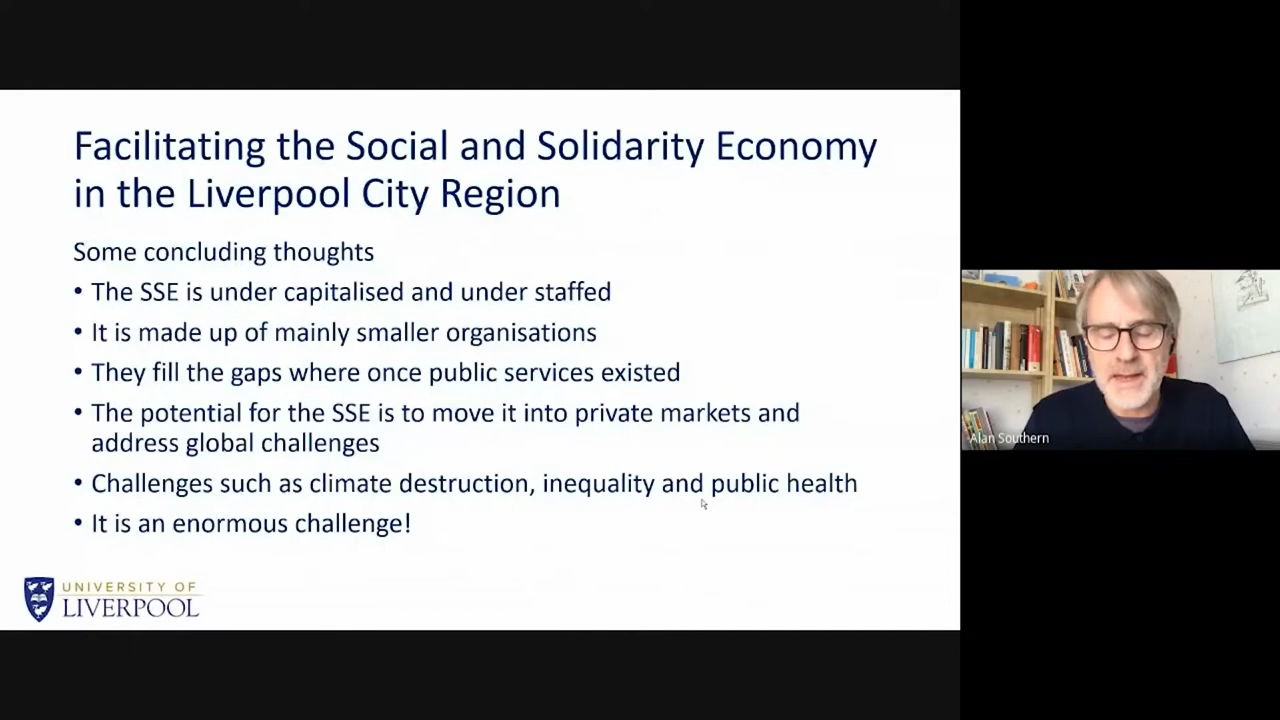 Facilitating the Social and Solidarity Economy
in the Liverpool City Region
Some concluding thoughts
• The SSE is under capitalised and under staffed
• It is made up of mainly smaller organisations
• They fill the gaps where once public services existed
• The potential for the SSE is to move it into private markets and
address global challenges
• Challenges such as climate destruction, inequality and public health
• It is an enormous challenge!
UNIVERSITY OF
LIVERPOOL
Alan Southern